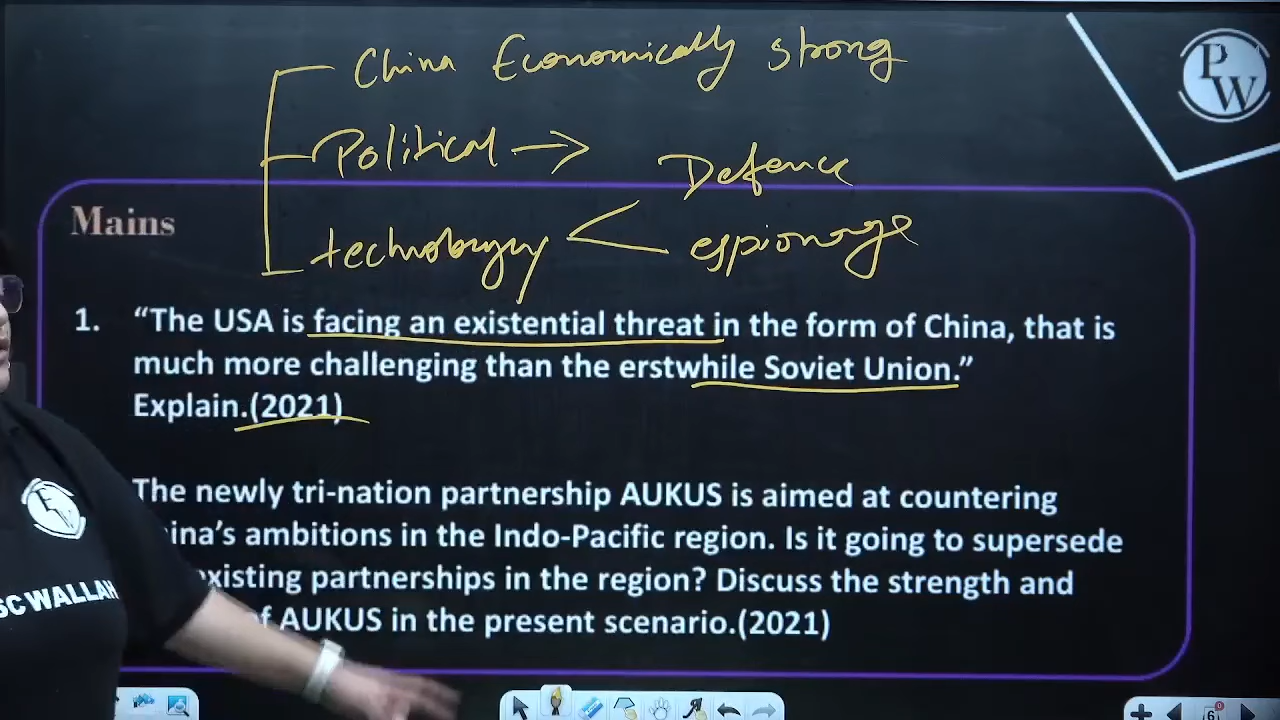 China Economically strong
PW
Political → Defence
Mains
technology < espionage
1. “The USA is facing an existential threat in the form of China, that is
much more challenging than the erstwhile Soviet Union.”
Explain.(2021)
The newly tri-nation partnership AUKUS is aimed at countering
ina’s ambitions in the Indo-Pacific region. Is it going to supersede
xisting partnerships in the region? Discuss the strength and
SC WALLAH
f AUKUS in the present scenario.(2021)
6